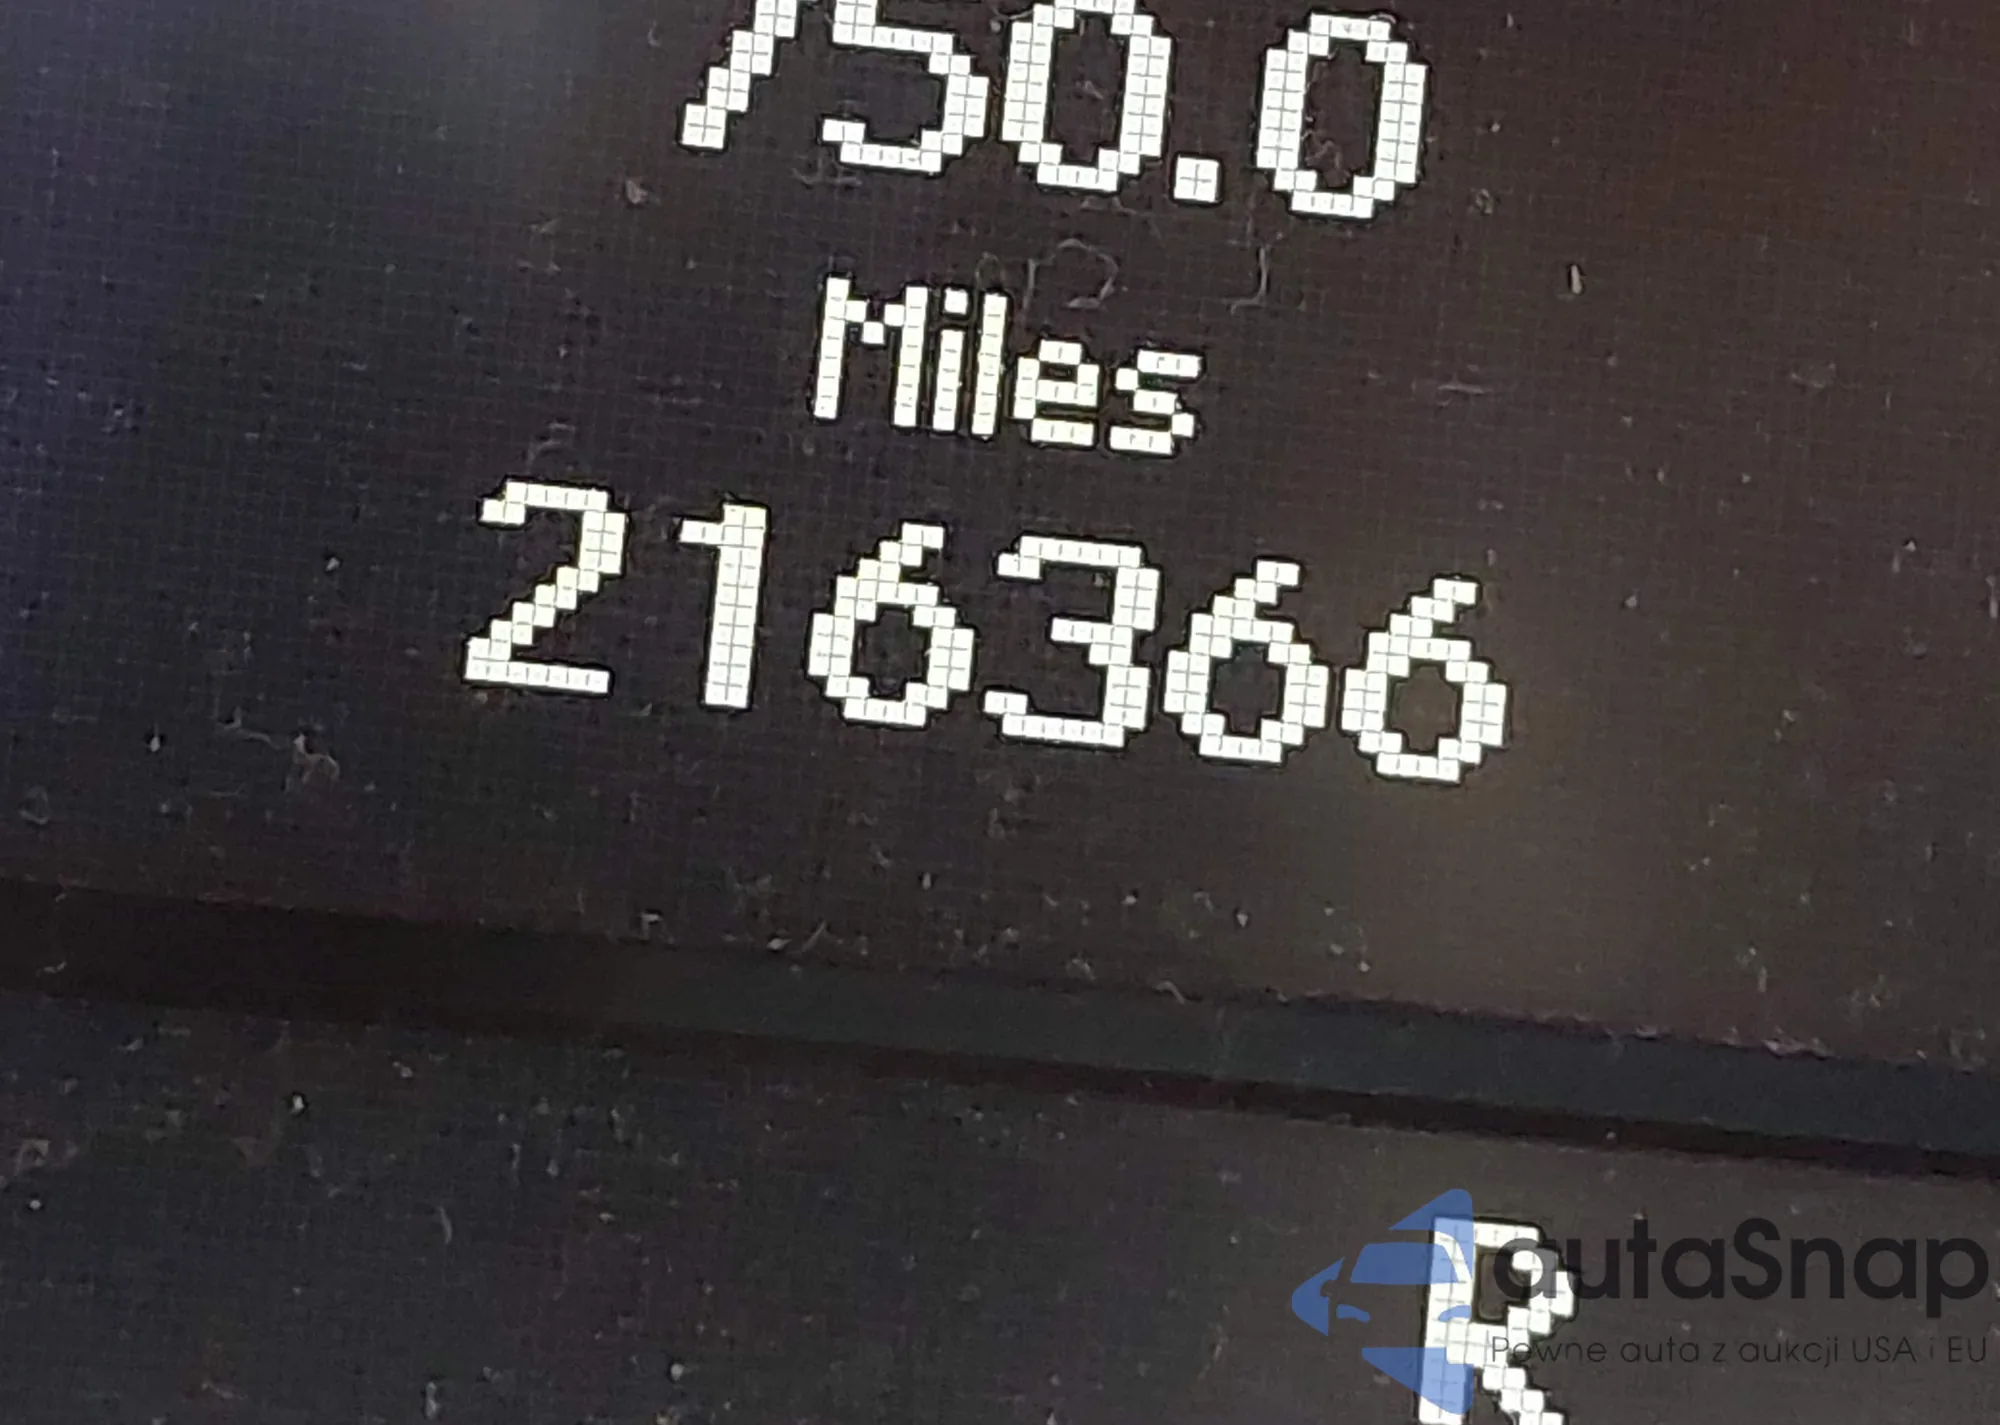 750.0
Miles
216366
R
autaSnap
Pewne auta z aukcji USA i EU